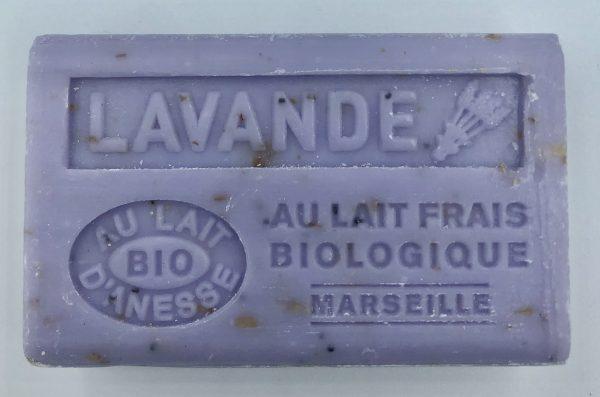 LAVANDE
AU LAIT
BIO
D'ANESSE
AU LAIT FRAIS
BIOLOGIQUE
MARSEILLE